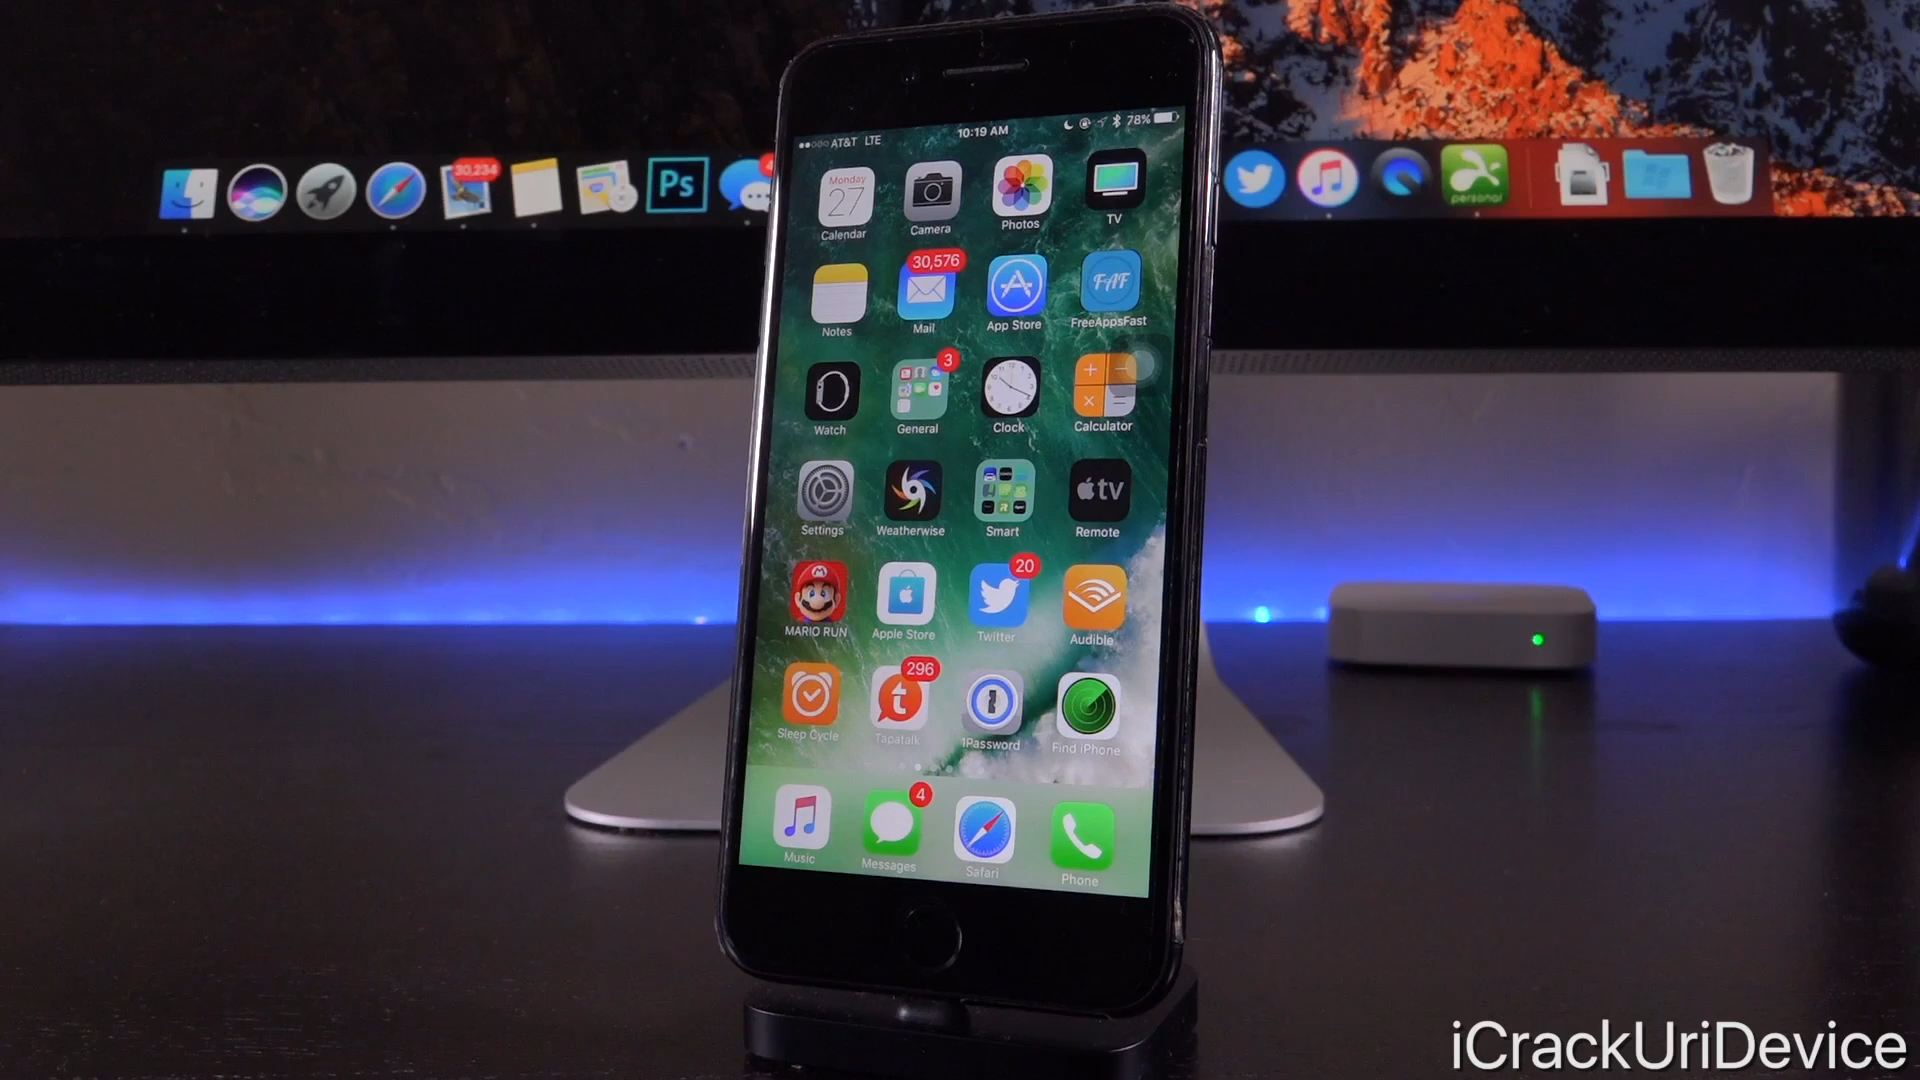 AT&T LTE 10:19 AM 78%
30,234
Ps
4
personal
Monday
27
Calendar Camera Photos TV
30,576
FAF
Notes Mail App Store FreeAppsFast
3
Watch General Clock Calculator
tv
Settings Weatherwise Smart Remote
20
MARIO RUN Apple Store Twitter Audible
296
Sleep Cycle Tapatalk 1Password Find iPhone
4
Music Messages Safari Phone
iCrackUriDevice